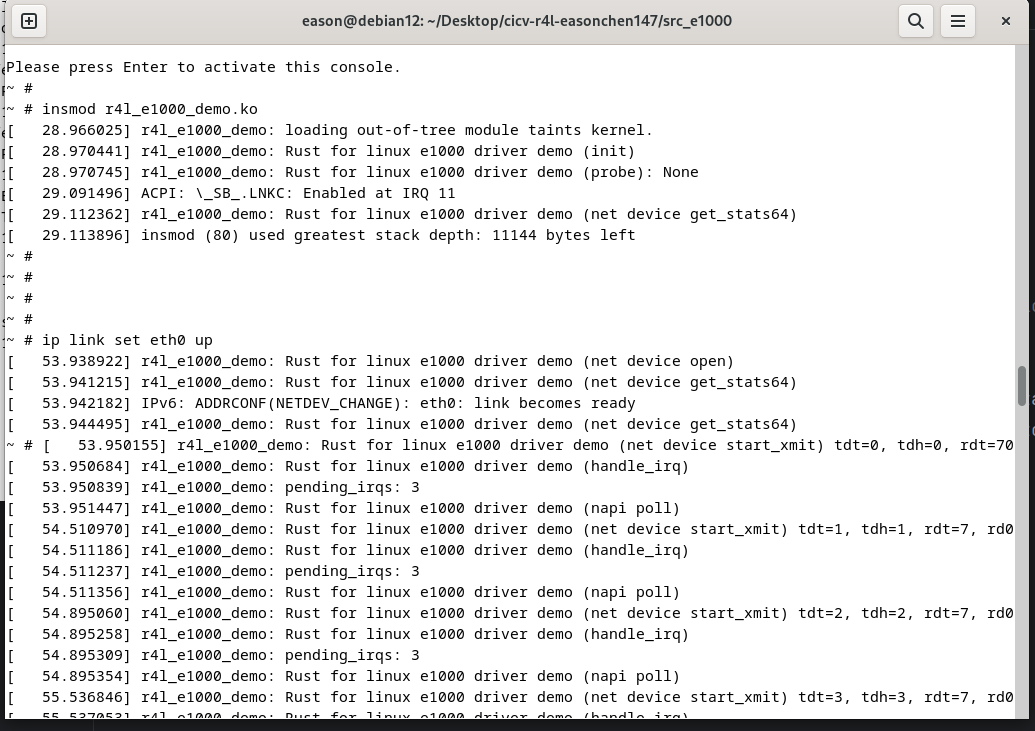 eason@debian12: ~/Desktop/cicv-r4l-easonchen147/src_e1000
Please press Enter to activate this console.
~ #
~ # insmod r4l_e1000_demo.ko
[   28.966025] r4l_e1000_demo: loading out-of-tree module taints kernel.
[   28.970441] r4l_e1000_demo: Rust for linux e1000 driver demo (init)
[   28.970745] r4l_e1000_demo: Rust for linux e1000 driver demo (probe): None
[   29.091496] ACPI: \_SB_.LNKC: Enabled at IRQ 11
[   29.112362] r4l_e1000_demo: Rust for linux e1000 driver demo (net device get_stats64)
[   29.113896] insmod (80) used greatest stack depth: 11144 bytes left
~ #
~ #
~ #
~ #
~ # ip link set eth0 up
[   53.938922] r4l_e1000_demo: Rust for linux e1000 driver demo (net device open)
[   53.941215] r4l_e1000_demo: Rust for linux e1000 driver demo (net device get_stats64)
[   53.942182] IPv6: ADDRCONF(NETDEV_CHANGE): eth0: link becomes ready
[   53.944495] r4l_e1000_demo: Rust for linux e1000 driver demo (net device get_stats64)
~ # [   53.950155] r4l_e1000_demo: Rust for linux e1000 driver demo (net device start_xmit) tdt=0, tdh=0, rdt=70
[   53.950684] r4l_e1000_demo: Rust for linux e1000 driver demo (handle_irq)
[   53.950839] r4l_e1000_demo: pending_irqs: 3
[   53.951447] r4l_e1000_demo: Rust for linux e1000 driver demo (napi poll)
[   54.510970] r4l_e1000_demo: Rust for linux e1000 driver demo (net device start_xmit) tdt=1, tdh=1, rdt=7, rd0
[   54.511186] r4l_e1000_demo: Rust for linux e1000 driver demo (handle_irq)
[   54.511237] r4l_e1000_demo: pending_irqs: 3
[   54.511356] r4l_e1000_demo: Rust for linux e1000 driver demo (napi poll)
[   54.895060] r4l_e1000_demo: Rust for linux e1000 driver demo (net device start_xmit) tdt=2, tdh=2, rdt=7, rd0
[   54.895258] r4l_e1000_demo: Rust for linux e1000 driver demo (handle_irq)
[   54.895309] r4l_e1000_demo: pending_irqs: 3
[   54.895354] r4l_e1000_demo: Rust for linux e1000 driver demo (napi poll)
[   55.536846] r4l_e1000_demo: Rust for linux e1000 driver demo (net device start_xmit) tdt=3, tdh=3, rdt=7, rd0
[   55.537053] r4l_e1000_demo: Rust for linux e1000 driver demo (handle_irq)